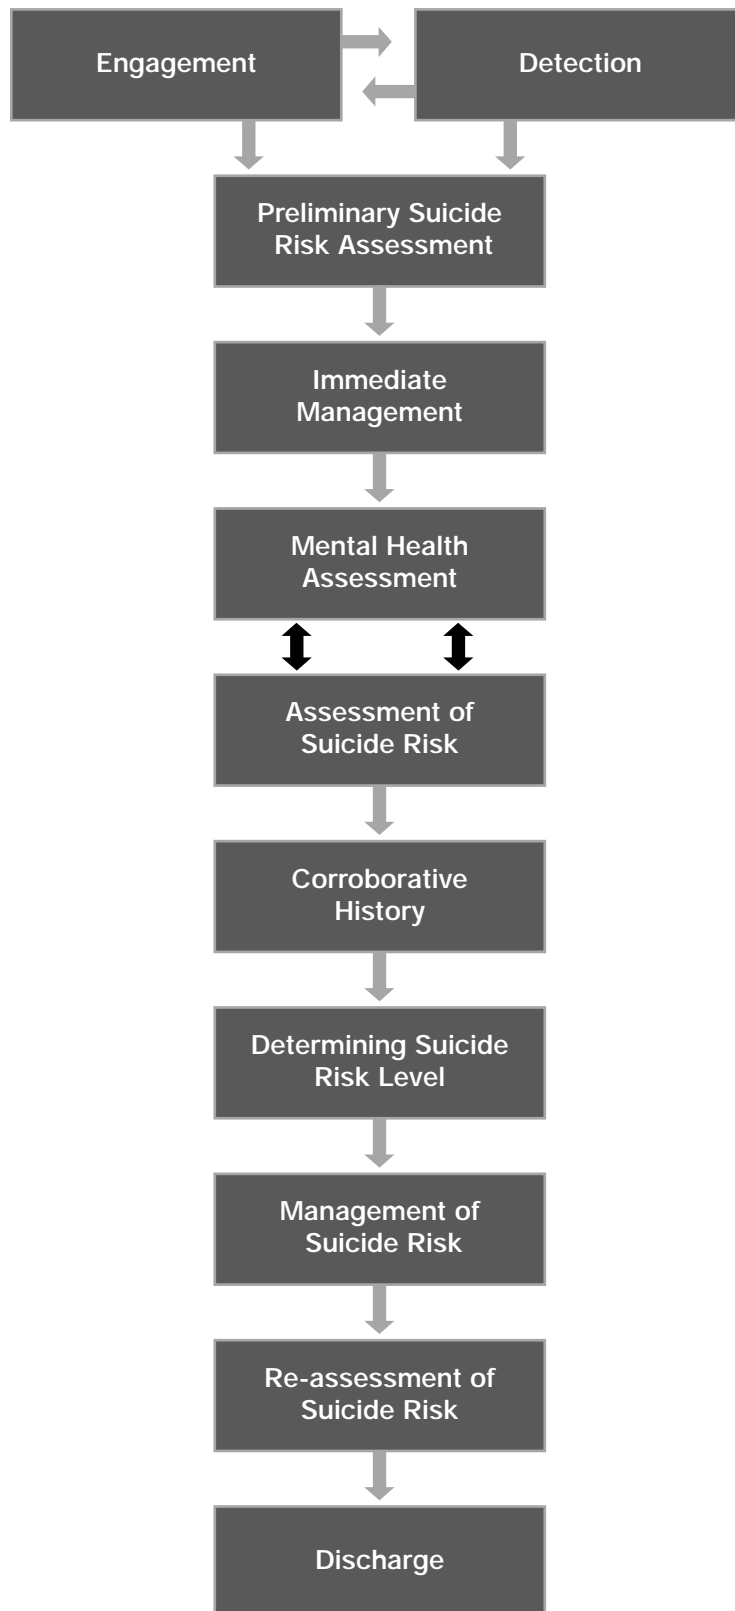 Engagement
Detection
Preliminary Suicide
Risk Assessment
Immediate
Management
Mental Health
Assessment
Assessment of
Suicide Risk
Corroborative
History
Determining Suicide
Risk Level
Management of
Suicide Risk
Re-assessment of
Suicide Risk
Discharge